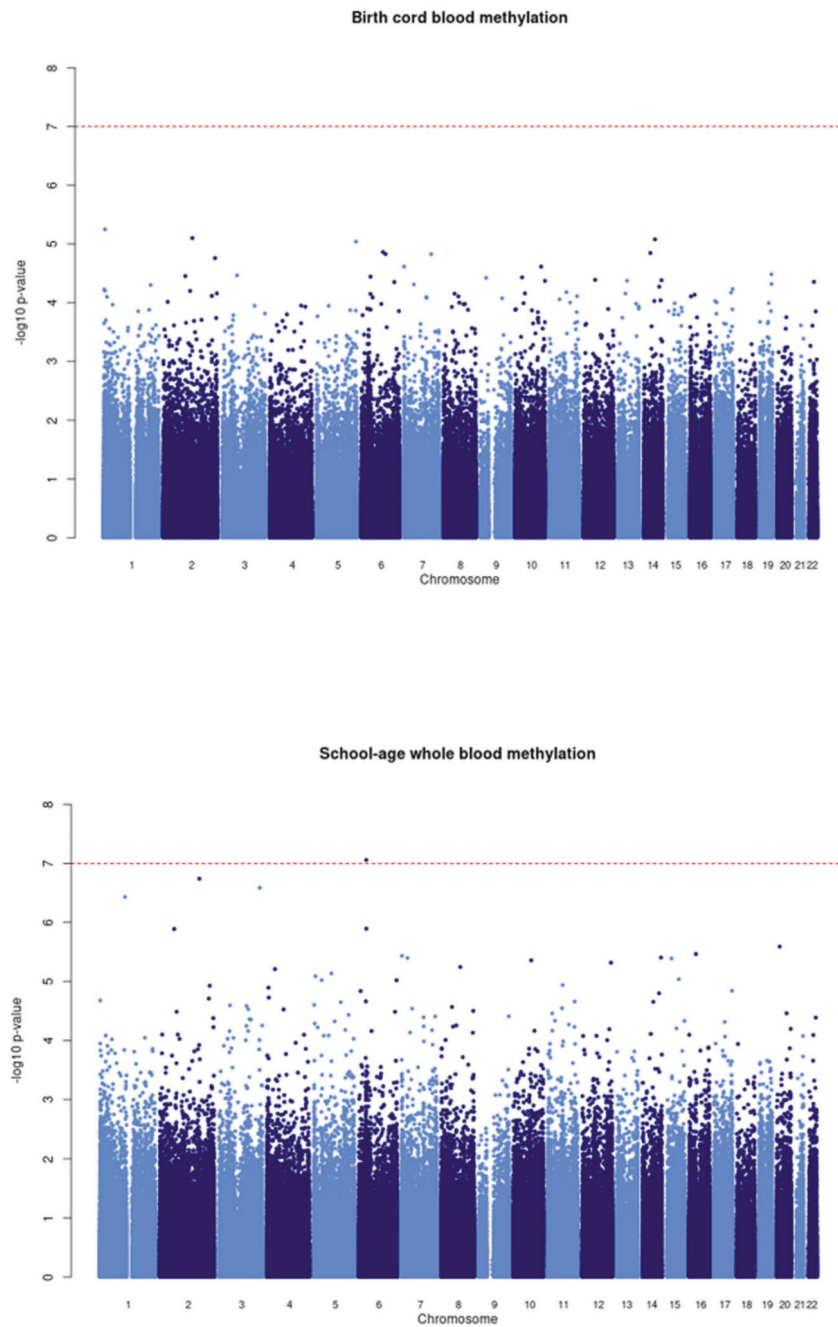 Birth cord blood methylation
8
7
6
5
4
3
2
1
0
-log10 p-value
1 2 3 4 5 6 7 8 9 10 11 12 13 14 15 16 17 18 19 20 21 22
Chromosome
School-age whole blood methylation
8
7
6
5
4
3
2
1
0
-log10 p-value
1 2 3 4 5 6 7 8 9 10 11 12 13 14 15 16 17 18 19 20 21 22
Chromosome